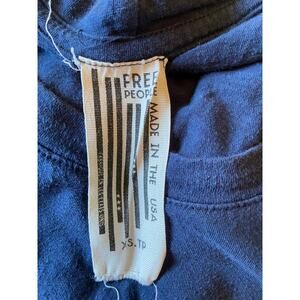 FREE
PEOPLE
MADE IN THE USA
XS.TP